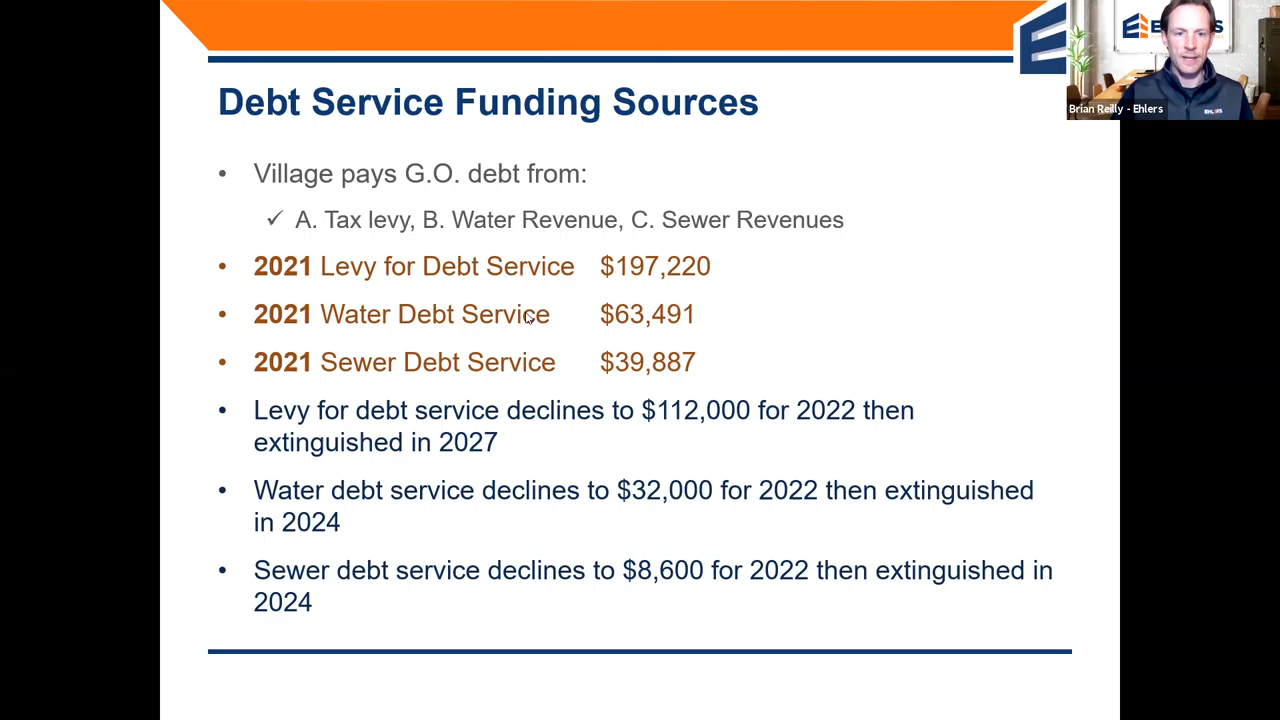 Debt Service Funding Sources
• Village pays G.O. debt from:
✓ A. Tax levy, B. Water Revenue, C. Sewer Revenues
• 2021 Levy for Debt Service $197,220
• 2021 Water Debt Service $63,491
• 2021 Sewer Debt Service $39,887
• Levy for debt service declines to $112,000 for 2022 then
extinguished in 2027
• Water debt service declines to $32,000 for 2022 then extinguished
in 2024
• Sewer debt service declines to $8,600 for 2022 then extinguished in
2024
Brian Reilly - Ehlers
EHLERS